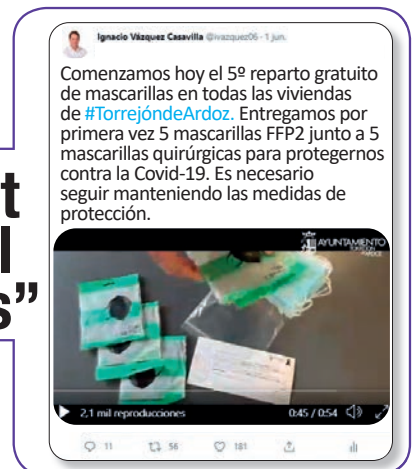 Ignacio Vázquez Casavilla @ivazquez06 - 1 jun.
Comenzamos hoy el 5º reparto gratuito
de mascarillas en todas las viviendas
de #TorrejóndeArdoz. Entregamos por
primera vez 5 mascarillas FFP2 junto a 5
mascarillas quirúrgicas para protegernos
contra la Covid-19. Es necesario
seguir manteniendo las medidas de
protección.
t
l
s”
AYUNTAMIENTO
2,1 mil reproducciones
0:45 / 0:54
11 56 181